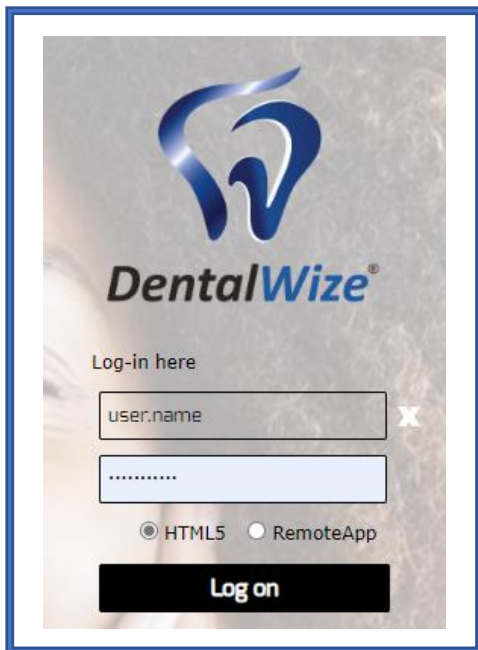 DentalWize®
Log-in here
user.name
X
•••••••••••
HTML5 RemoteApp
Log on